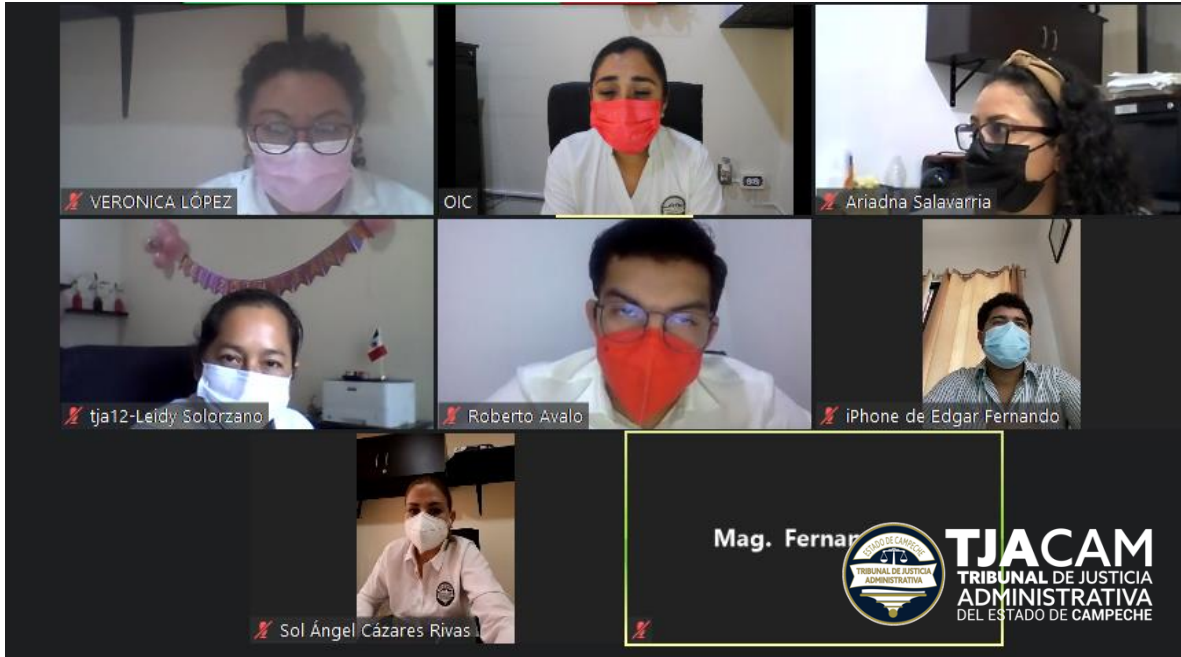 VERONICA LÓPEZ
OIC
Ariadna Salavarria
tja12-Leidy Solorzano
Roberto Avalo
iPhone de Edgar Fernando
Sol Ángel Cázares Rivas
Mag.
ESTADO DE CAMPECHE
TRIBUNAL DE JUSTICIA
ADMINISTRATIVA
TJACAM
TRIBUNAL DE JUSTICIA
ADMINISTRATIVA
DEL ESTADO DE CAMPECHE